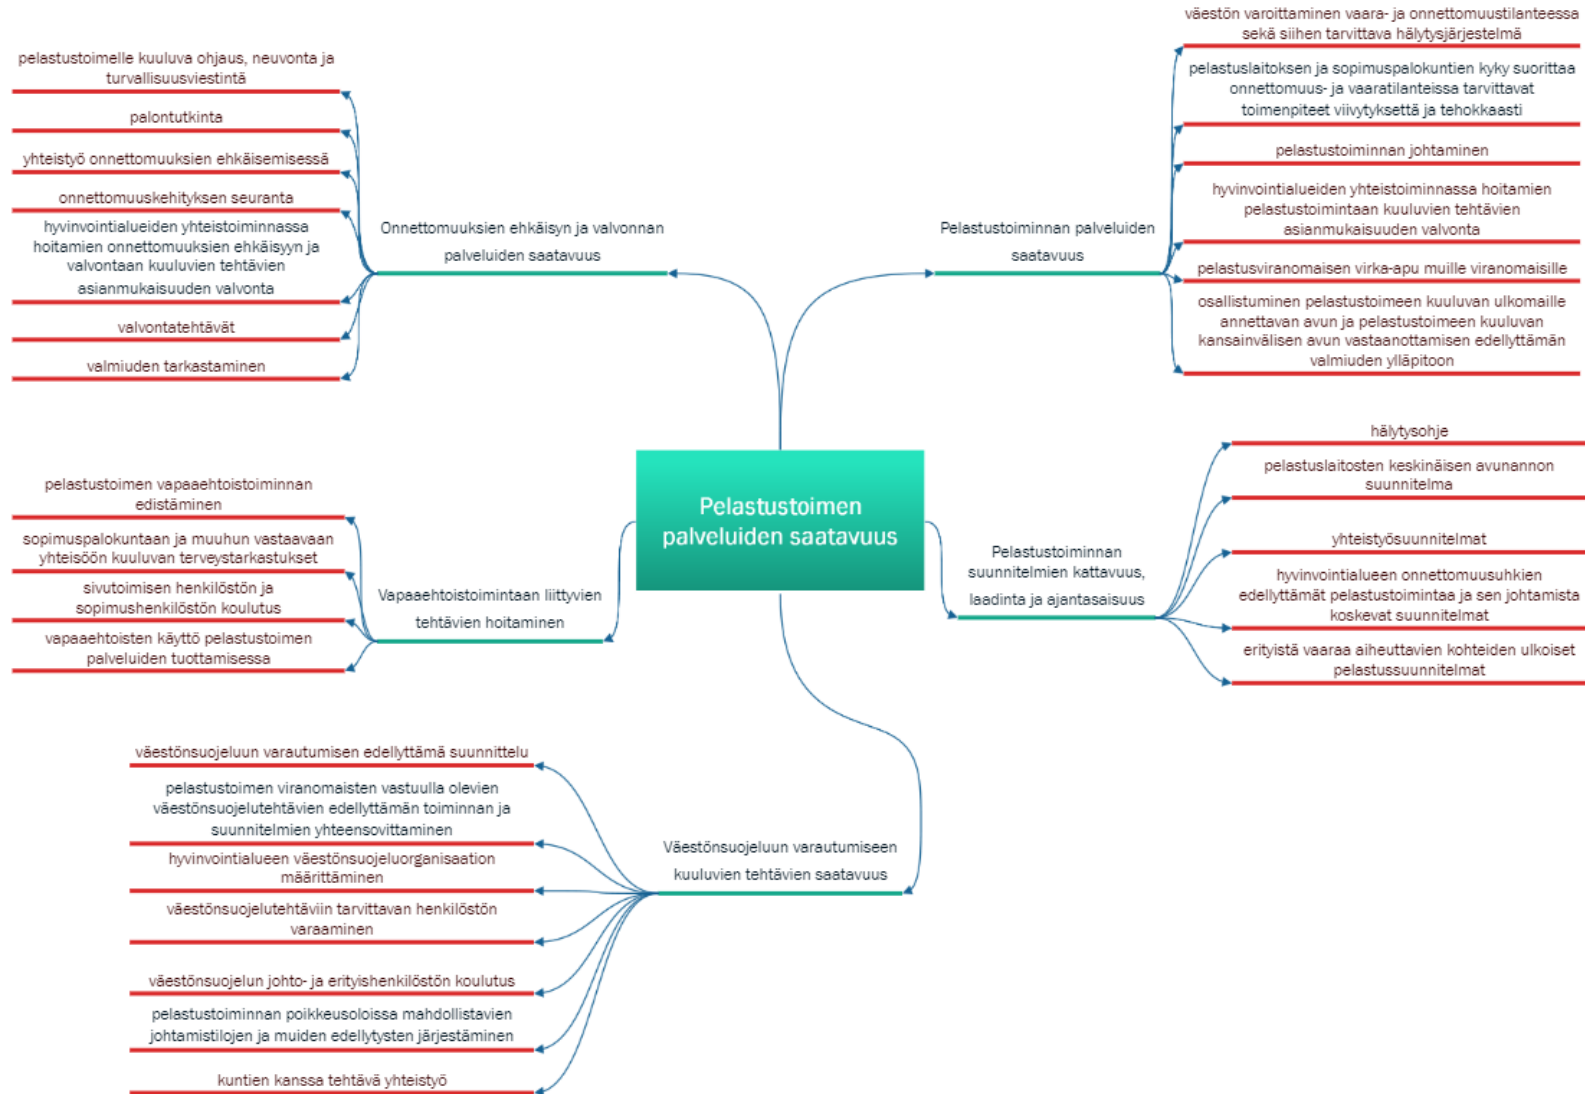 pelastustoimelle kuuluva ohjaus, neuvonta ja
turvallisuusviestintä
palontutkinta
yhteistyö onnettomuuksien ehkäisemisessä
onnettomuuskehityksen seuranta
hyvinvointialueiden yhteistoiminnassa
hoitamien onnettomuuksien ehkäisyyn ja
valvontaan kuuluvien tehtävien
asianmukaisuuden valvonta
valvontatehtävät
valmiuden tarkastaminen
Onnettomuuksien ehkäisyn ja valvonnan
palveluiden saatavuus
väestön varoittaminen vaara- ja onnettomuustilanteessa
sekä siihen tarvittava hälytysjärjestelmä
pelastuslaitoksen ja sopimuspalokuntien kyky suorittaa
onnettomuus- ja vaaratilanteissa tarvittavat
toimenpiteet viivytyksettä ja tehokkaasti
pelastustoiminnan johtaminen
hyvinvointialueiden yhteistoiminnassa hoitamien
pelastustoimintaan kuuluvien tehtävien
asianmukaisuuden valvonta
pelastusviranomaisen virka-apu muille viranomaisille
osallistuminen pelastustoimeen kuuluvan ulkomaille
annettavan avun ja pelastustoimeen kuuluvan
kansainvälisen avun vastaanottamisen edellyttämän
valmiuden ylläpitoon
Pelastustoiminnan palveluiden
saatavuus
Pelastustoimen
palveluiden saatavuus
pelastustoimen vapaaehtoistoiminnan
edistäminen
sopimuspalokuntaan ja muuhun vastaavaan
yhteisöön kuuluvan terveystarkastukset
sivutoimisen henkilöstön ja
sopimushenkilöstön koulutus
vapaaehtoisten käyttö pelastustoimen
palveluiden tuottamisessa
Vapaaehtoistoimintaan liittyvien
tehtävien hoitaminen
Pelastustoiminnan
suunnitelmien kattavuus,
laadinta ja ajantasaisuus
hälytysohje
pelastuslaitosten keskinäisen avunannon
suunnitelma
yhteistyösuunnitelmat
hyvinvointialueen onnettomuusuhkien
edellyttämät pelastustoimintaa ja sen johtamista
koskevat suunnitelmat
erityistä vaaraa aiheuttavien kohteiden ulkoiset
pelastussuunnitelmat
väestönsuojeluun varautumisen edellyttämä suunnittelu
pelastustoimen viranomaisten vastuulla olevien
väestönsuojelutehtävien edellyttämän toiminnan ja
suunnitelmien yhteensovittaminen
hyvinvointialueen väestönsuojeluorganisaation
määrittäminen
väestönsuojelutehtäviin tarvittavan henkilöstön
varaaminen
väestönsuojelun johto- ja erityishenkilöstön koulutus
pelastustoiminnan poikkeusoloissa mahdollistavien
johtamistilojen ja muiden edellytysten järjestäminen
kuntien kanssa tehtävä yhteistyö
Väestönsuojeluun varautumiseen
kuuluvien tehtävien saatavuus